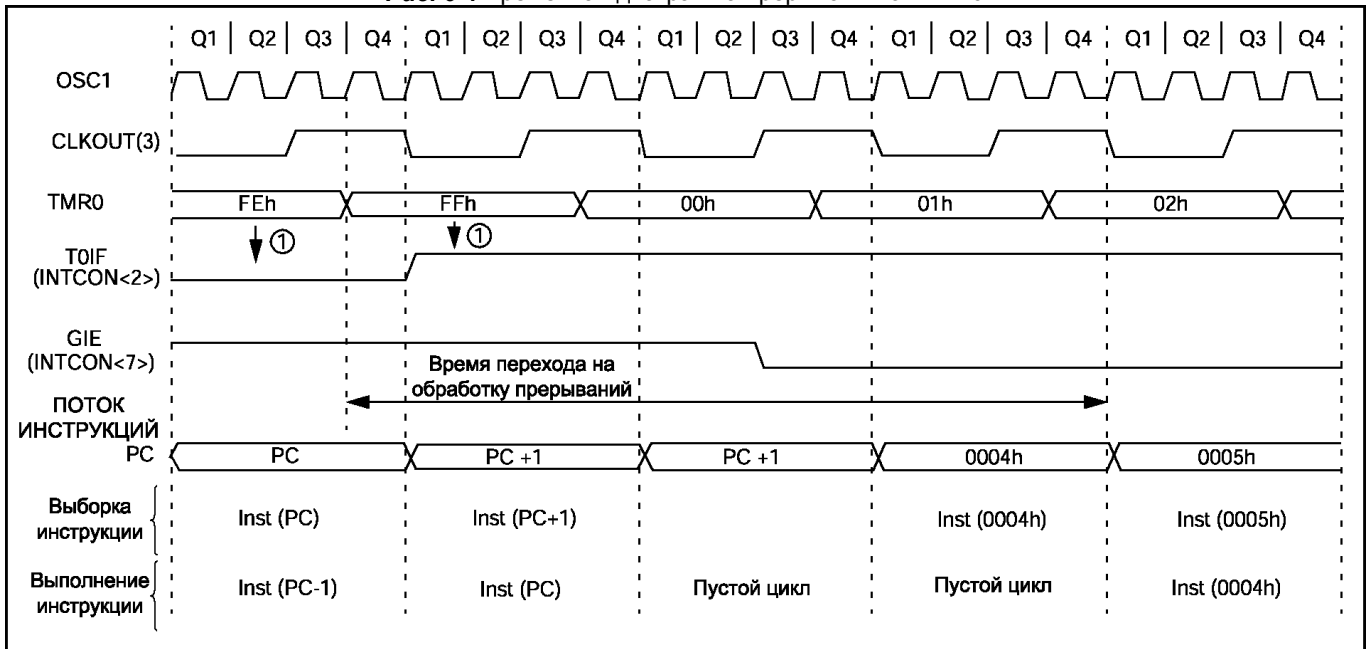 Q1 Q2 Q3 Q4 Q1 Q2 Q3 Q4 Q1 Q2 Q3 Q4 Q1 Q2 Q3 Q4 Q1 Q2 Q3 Q4
OSC1
CLKOUT(3)
TMR0 FEh FFh 00h 01h 02h
① ①
T0IF
(INTCON<2>)
GIE
(INTCON<7>)
Время перехода на
обработку прерываний
ПОТОК
ИНСТРУКЦИЙ
PC PC PC +1 PC +1 0004h 0005h
Выборка
инструкции
Inst (PC) Inst (PC+1) Inst (0004h) Inst (0005h)
Выполнение
инструкции
Inst (PC-1) Inst (PC) Пустой цикл Пустой цикл Inst (0004h)